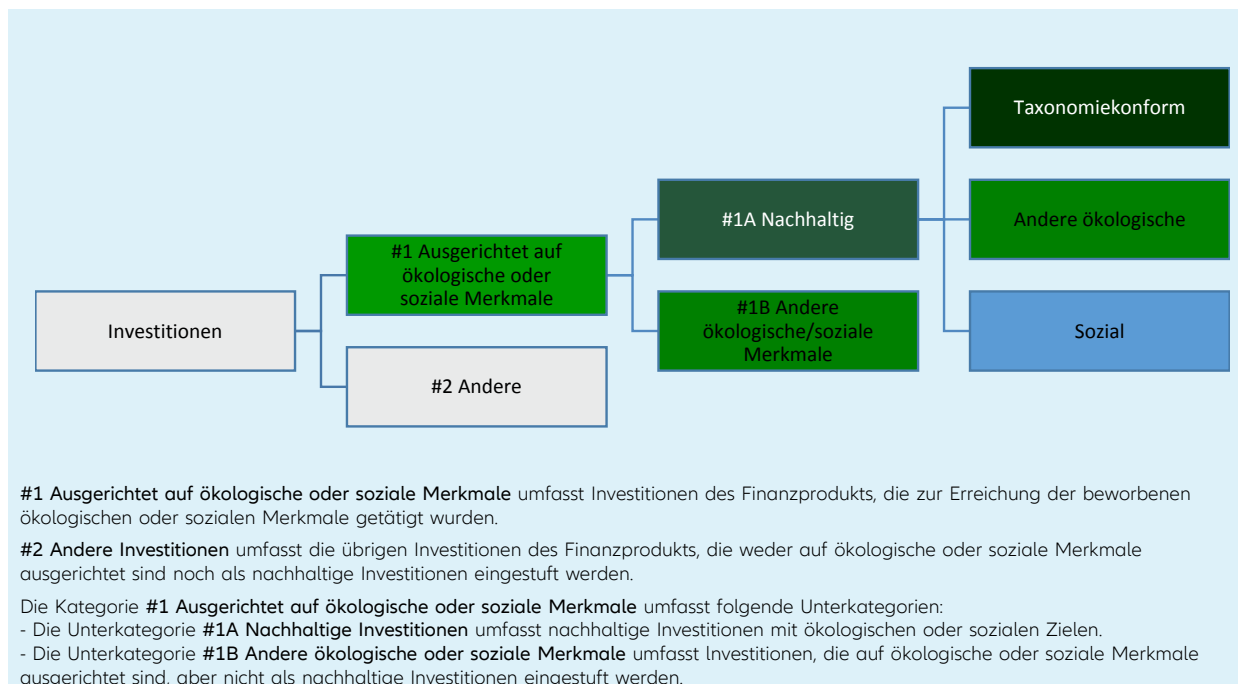 Taxonomiekonform
#1A Nachhaltig
Andere ökologische
#1 Ausgerichtet auf
ökologische oder
soziale Merkmale
#1B Andere
ökologische/soziale
Merkmale
Investitionen
Sozial
#2 Andere
#1 Ausgerichtet auf ökologische oder soziale Merkmale umfasst Investitionen des Finanzprodukts, die zur Erreichung der beworbenen
ökologischen oder sozialen Merkmale getätigt wurden.
#2 Andere Investitionen umfasst die übrigen Investitionen des Finanzprodukts, die weder auf ökologische oder soziale Merkmale
ausgerichtet sind noch als nachhaltige Investitionen eingestuft werden.
Die Kategorie #1 Ausgerichtet auf ökologische oder soziale Merkmale umfasst folgende Unterkategorien:
- Die Unterkategorie #1A Nachhaltige Investitionen umfasst nachhaltige Investitionen mit ökologischen oder sozialen Zielen.
- Die Unterkategorie #1B Andere ökologische oder soziale Merkmale umfasst Investitionen, die auf ökologische oder soziale Merkmale
ausgerichtet sind, aber nicht als nachhaltige Investitionen eingestuft werden.